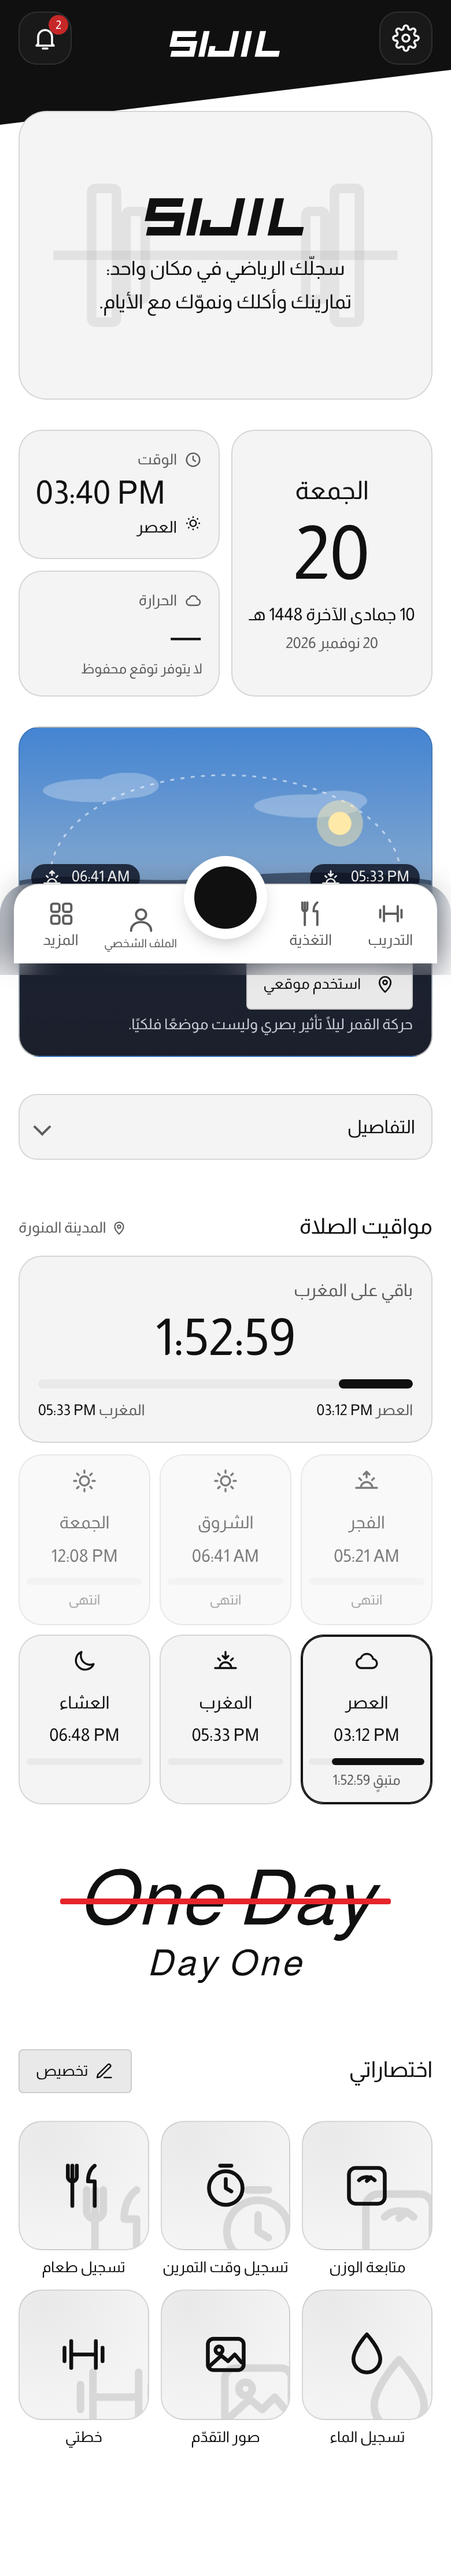 2
SIJIL
SIJIL
سجلّك الرياضي في مكان واحد:
تمارينك وأكلك ونموّك مع الأيام.
الجمعة
20
10 جمادى الآخرة 1448 هـ
20 نوفمبر 2026
الوقت
03:40 PM
العصر
الحرارة
—
لا يتوفر توقع محفوظ
05:33 PM
06:41 AM
التدريب
التغذية
الملف الشخصي
المزيد
استخدم موقعي
حركة القمر ليلًا تأثير بصري وليست موضعًا فلكيًا.
التفاصيل
مواقيت الصلاة
المدينة المنورة
باقي على المغرب
1:52:59
العصر 03:12 PM
المغرب 05:33 PM
الفجر
05:21 AM
انتهى
الشروق
06:41 AM
انتهى
الجمعة
12:08 PM
انتهى
العصر
03:12 PM
متبقٍ 1:52:59
المغرب
05:33 PM
العشاء
06:48 PM
One Day
Day One
اختصاراتي
تخصيص
متابعة الوزن
تسجيل وقت التمرين
تسجيل طعام
تسجيل الماء
صور التقدّم
خطتي